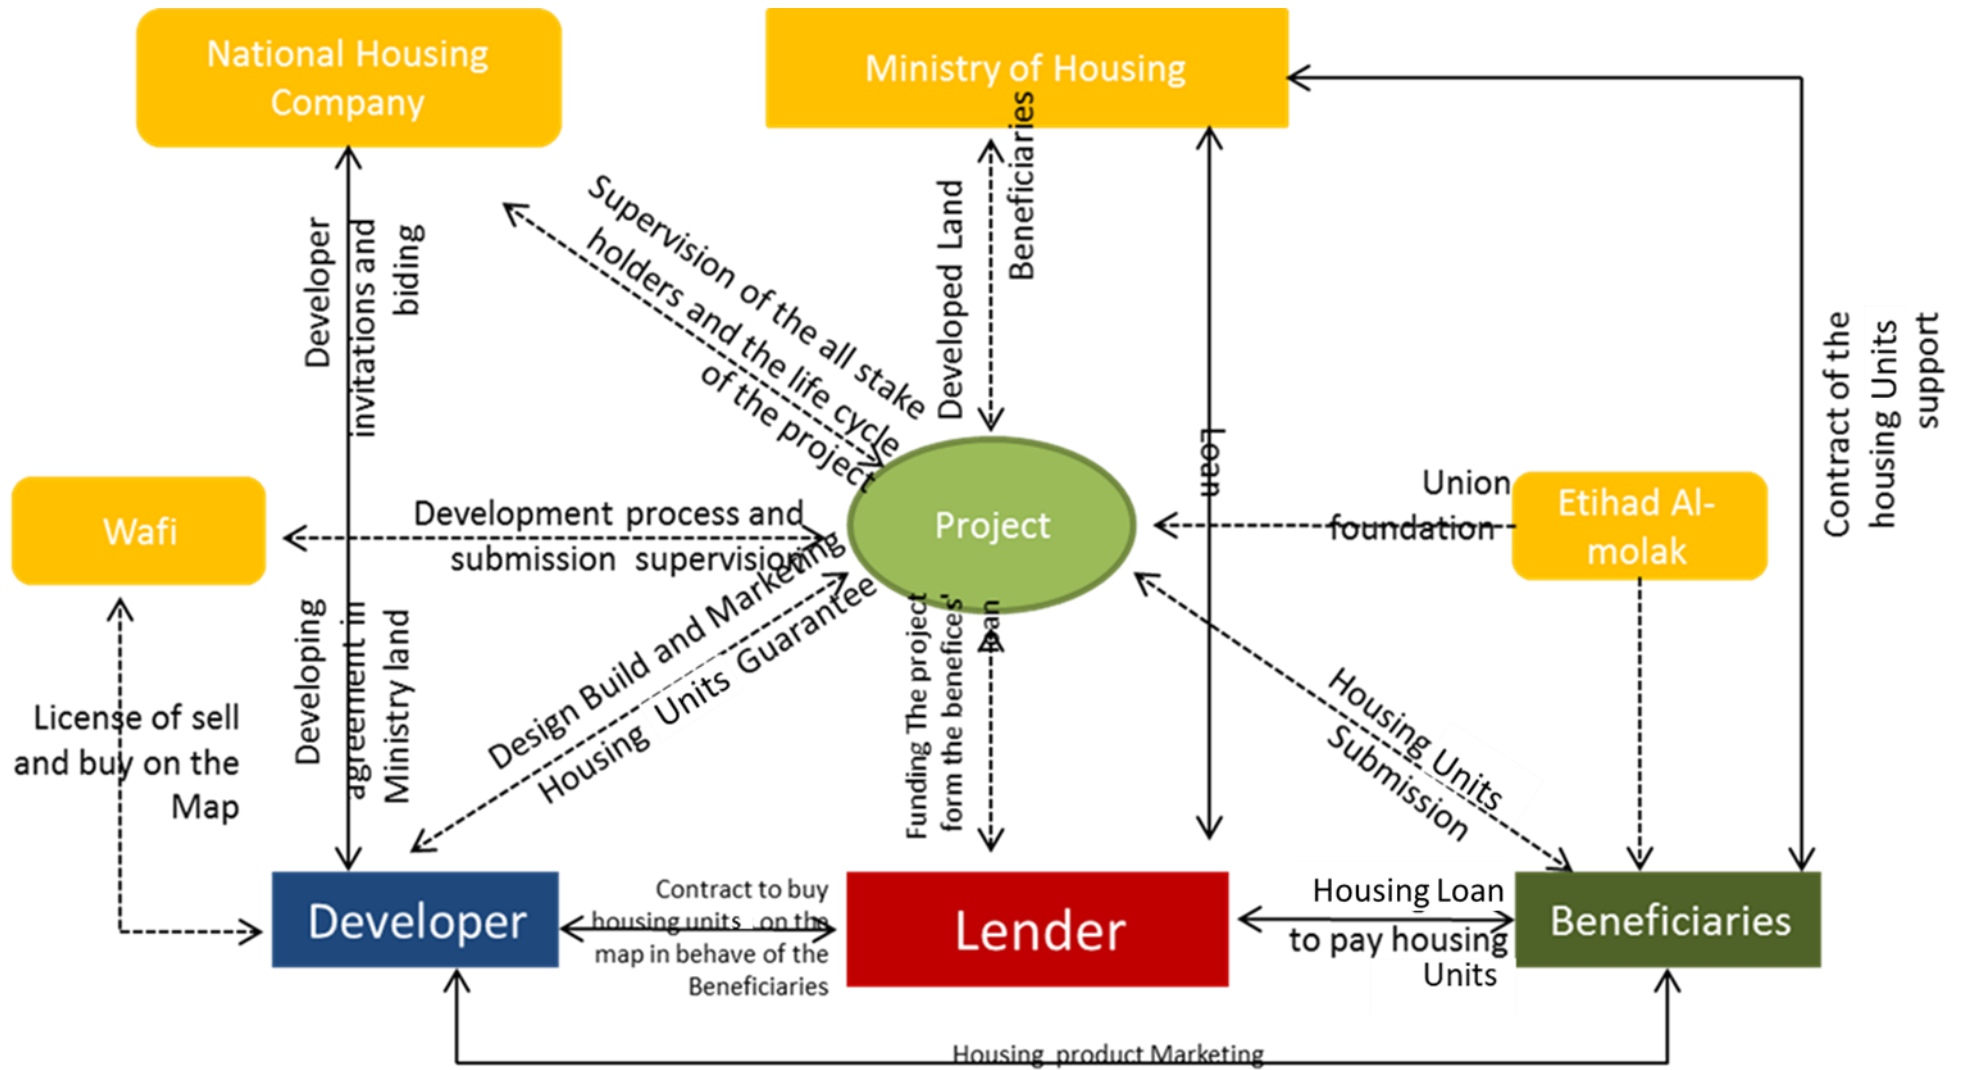 National Housing
Company
Ministry of Housing
Developer
invitations and
biding
Supervision of the all stake
holders and the life cycle
of the project
Developed Land
Beneficiaries
Loan
Contract of the
housing Units
support
Wafi
Development process and
submission supervision
Project
Union
foundation
Etihad Al-
molak
License of sell
and buy on the
Map
Developing
agreement in
Ministry land
Design Build and Marketing
Housing Units Guarantee
Funding The project
form the benefices'
loan
Housing Units
Submission
Developer
Contract to buy
housing units on the
map in behave of the
Beneficiaries
Lender
Housing Loan
to pay housing
Units
Beneficiaries
Housing product Marketing